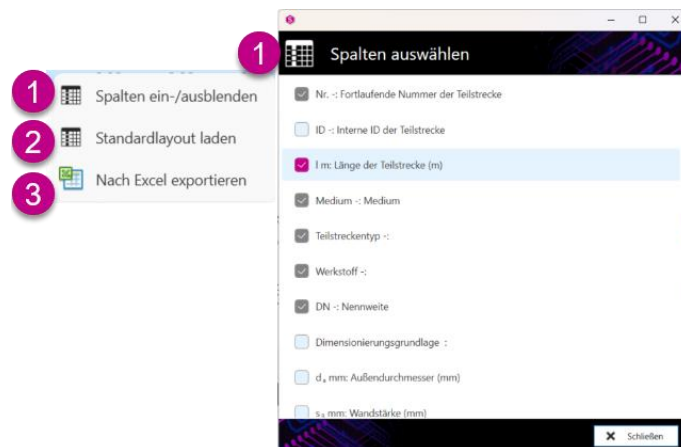 1
Spalten auswählen
1
Spalten ein-/ausblenden
2
Standardlayout laden
3
Nach Excel exportieren
Nr. -: Fortlaufende Nummer der Teilstrecke
ID -: Interne ID der Teilstrecke
l m: Länge der Teilstrecke (m)
Medium -: Medium
Teilstreckentyp -:
Werkstoff -:
DN -: Nennweite
Dimensionierungsgrundlage :
dₐ mm: Außendurchmesser (mm)
mm: Wandstärke (mm)
Schließen